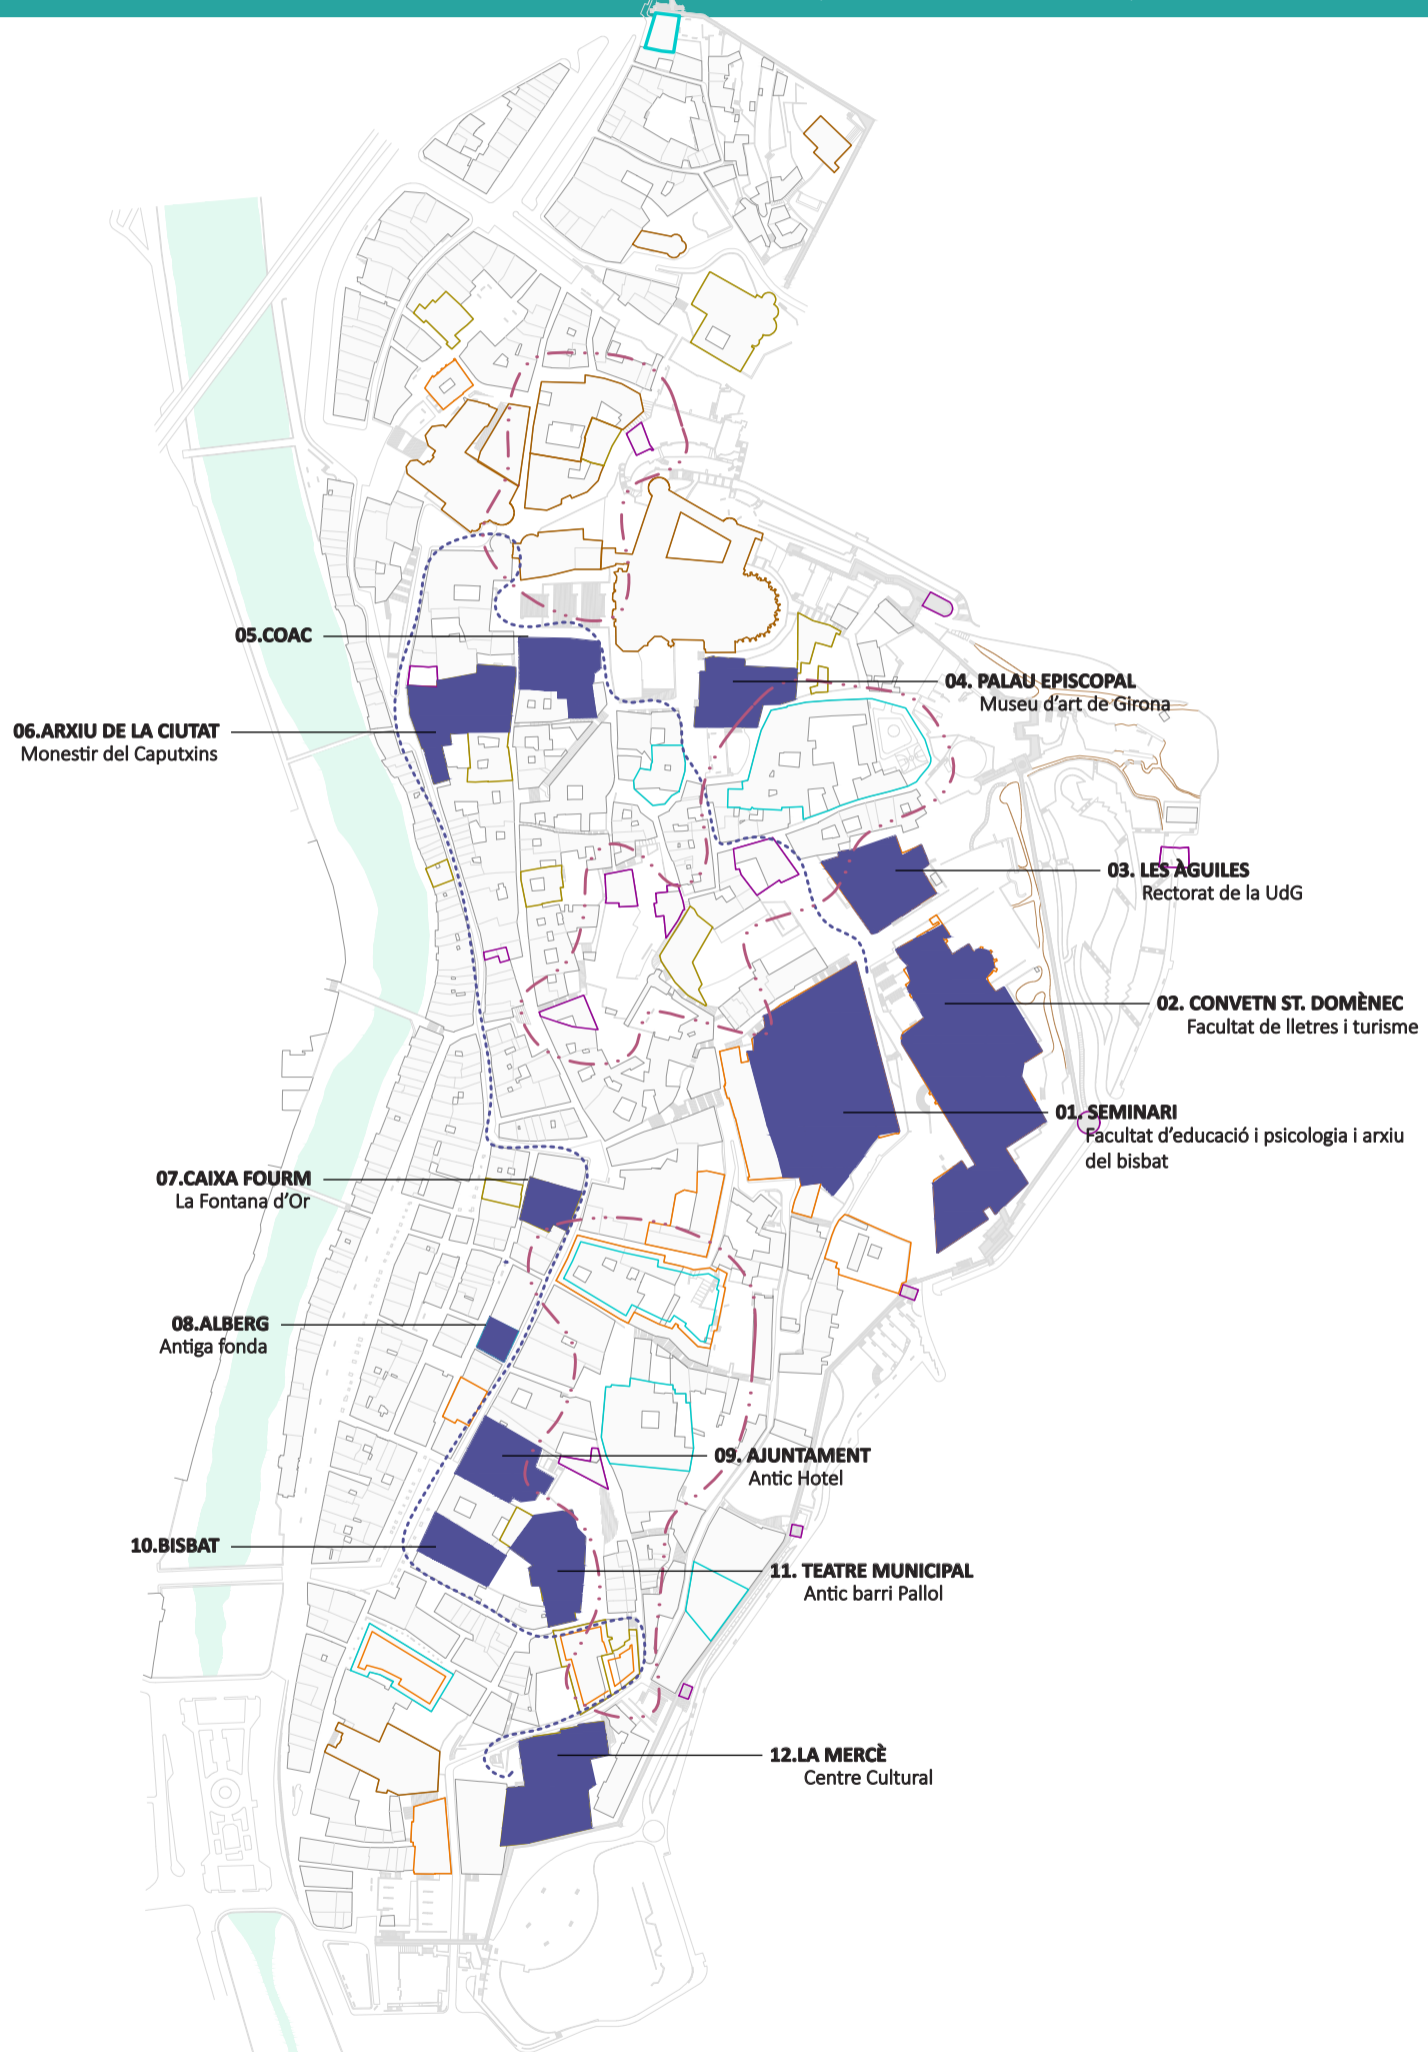 05.COAC
04. PALAU EPISCOPAL
Museu d'art de Girona
06.ARXIU DE LA CIUTAT
Monestir del Caputxins
03. LES ÀGUILES
Rectorat de la UdG
02. CONVETN ST. DOMÈNEC
Facultat de lletres i turisme
01. SEMINARI
Facultat d'educació i psicologia i arxiu
del bisbat
07.CAIXA FOURM
La Fontana d'Or
08.ALBERG
Antiga fonda
09. AJUNTAMENT
Antic Hotel
10.BISBAT
11. TEATRE MUNICIPAL
Antic barri Pallol
12.LA MERCÈ
Centre Cultural